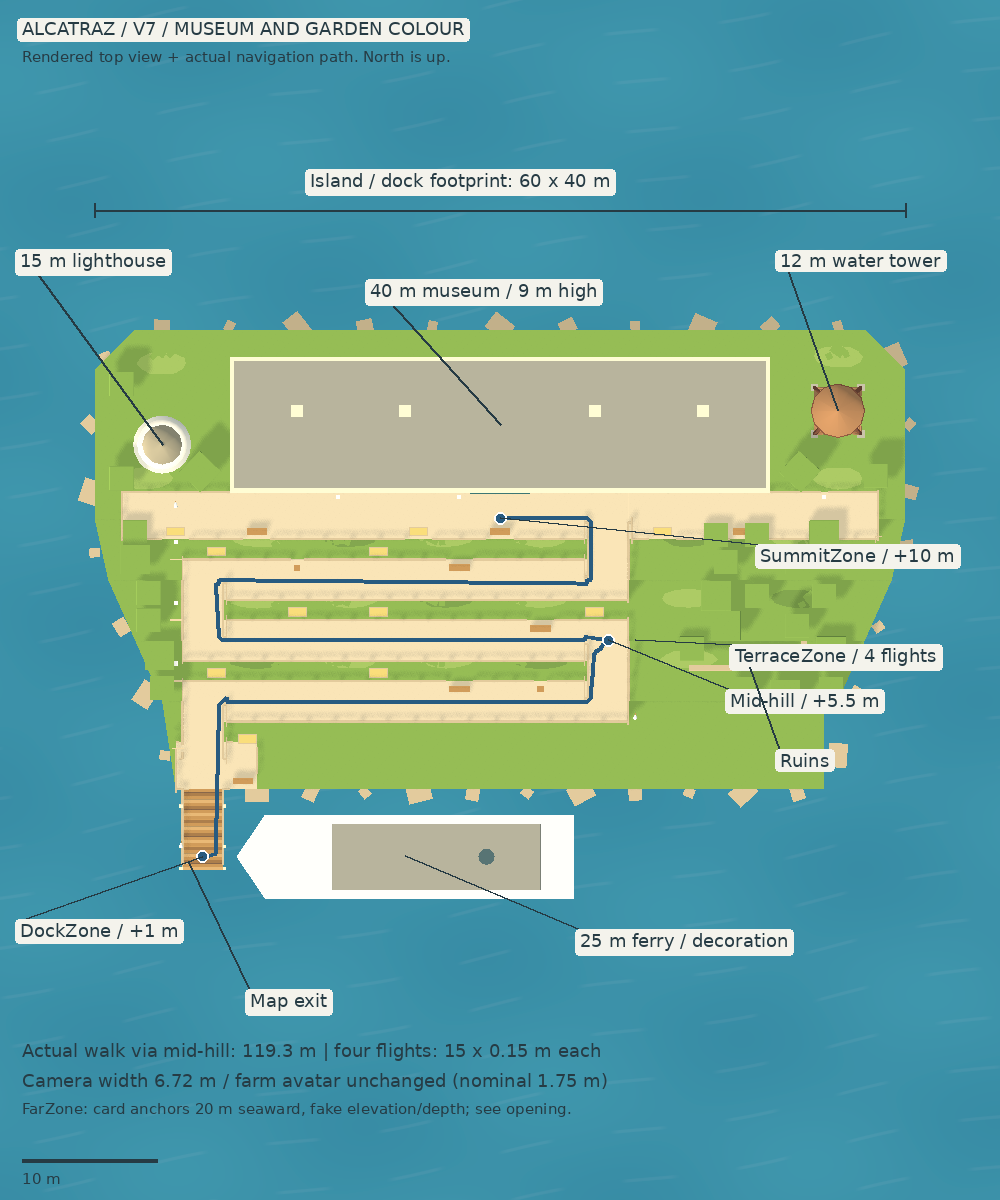 ALCATRAZ / V7 / MUSEUM AND GARDEN COLOUR
Rendered top view + actual navigation path. North is up.
Island / dock footprint: 60 x 40 m
15 m lighthouse
12 m water tower
40 m museum / 9 m high
SummitZone / +10 m
TerraceZone / 4 flights
Mid-hill / +5.5 m
Ruins
DockZone / +1 m
25 m ferry / decoration
Map exit
Actual walk via mid-hill: 119.3 m | four flights: 15 x 0.15 m each
Camera width 6.72 m / farm avatar unchanged (nominal 1.75 m)
FarZone: card anchors 20 m seaward, fake elevation/depth; see opening.
10 m